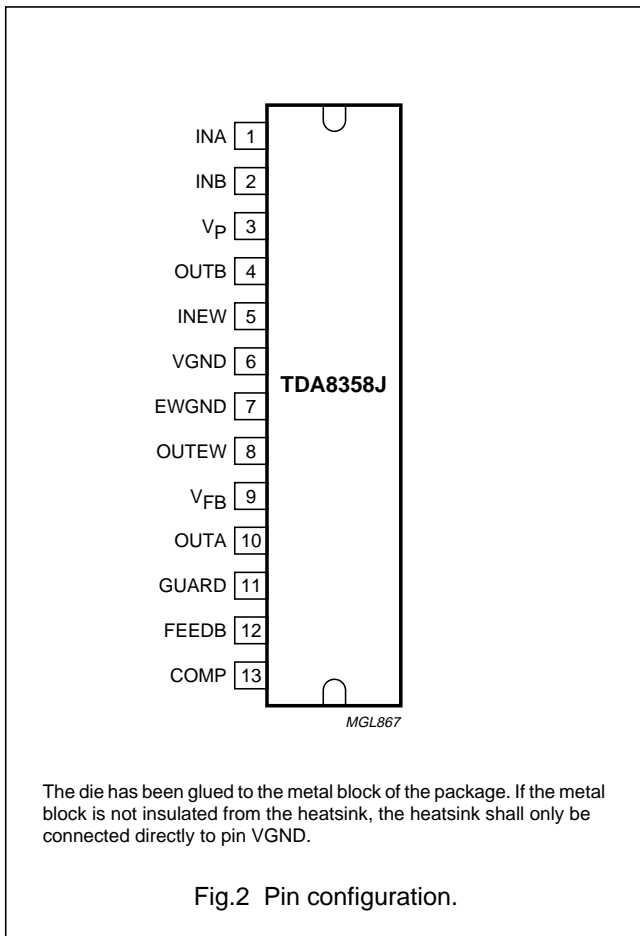 INA 1
INB 2
VP 3
OUTB 4
INEW 5
VGND 6
TDA8358J
EWGND 7
OUTEW 8
VFB 9
OUTA 10
GUARD 11
FEEDB 12
COMP 13
MGL867
The die has been glued to the metal block of the package. If the metal
block is not insulated from the heatsink, the heatsink shall only be
connected directly to pin VGND.
Fig.2 Pin configuration.